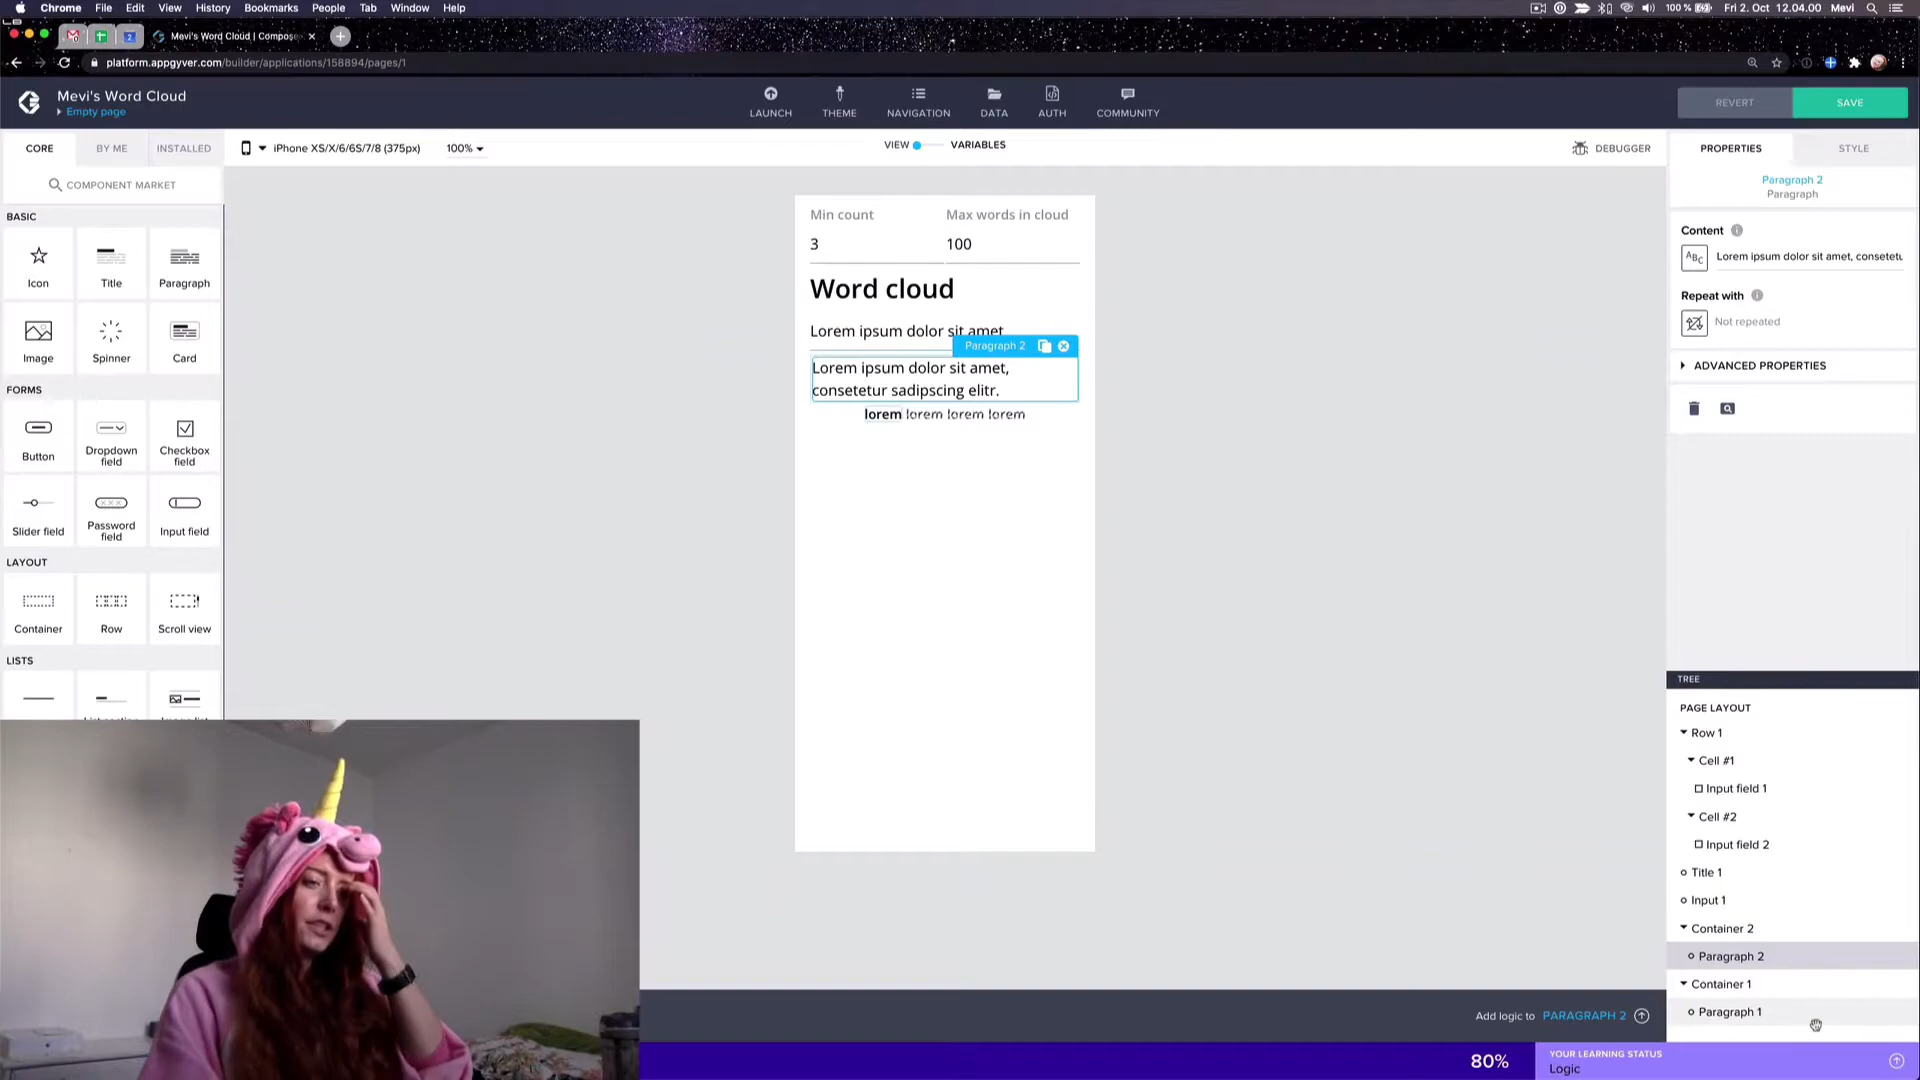 Chrome File Edit View History Bookmarks People Tab Window Help
100 % Fri 2. Oct 12.04.00 Mevi
Mevi's Word Cloud | Compose
platform.appgyver.com/builder/applications/158894/pages/1
Mevi's Word Cloud
Empty page
LAUNCH THEME NAVIGATION DATA AUTH COMMUNITY
REVERT SAVE
CORE BY ME INSTALLED
iPhone XS/X/6/6S/7/8 (375px) 100%
VIEW VARIABLES
DEBUGGER
PROPERTIES STYLE
COMPONENT MARKET
BASIC
Icon Title Paragraph
Image Spinner Card
FORMS
Button Dropdown field Checkbox field
Slider field Password field Input field
LAYOUT
Container Row Scroll view
LISTS
Min count Max words in cloud
3 100
Word cloud
Lorem ipsum dolor sit amet
Paragraph 2
Lorem ipsum dolor sit amet,
consetetur sadipscing elitr.
lorem lorem lorem lorem
Paragraph 2
Paragraph
Content
ABC Lorem ipsum dolor sit amet, consetetu
Repeat with
Not repeated
ADVANCED PROPERTIES
TREE
PAGE LAYOUT
Row 1
Cell #1
Input field 1
Cell #2
Input field 2
Title 1
Input 1
Container 2
Paragraph 2
Container 1
Paragraph 1
Add logic to PARAGRAPH 2
80%
YOUR LEARNING STATUS
Logic